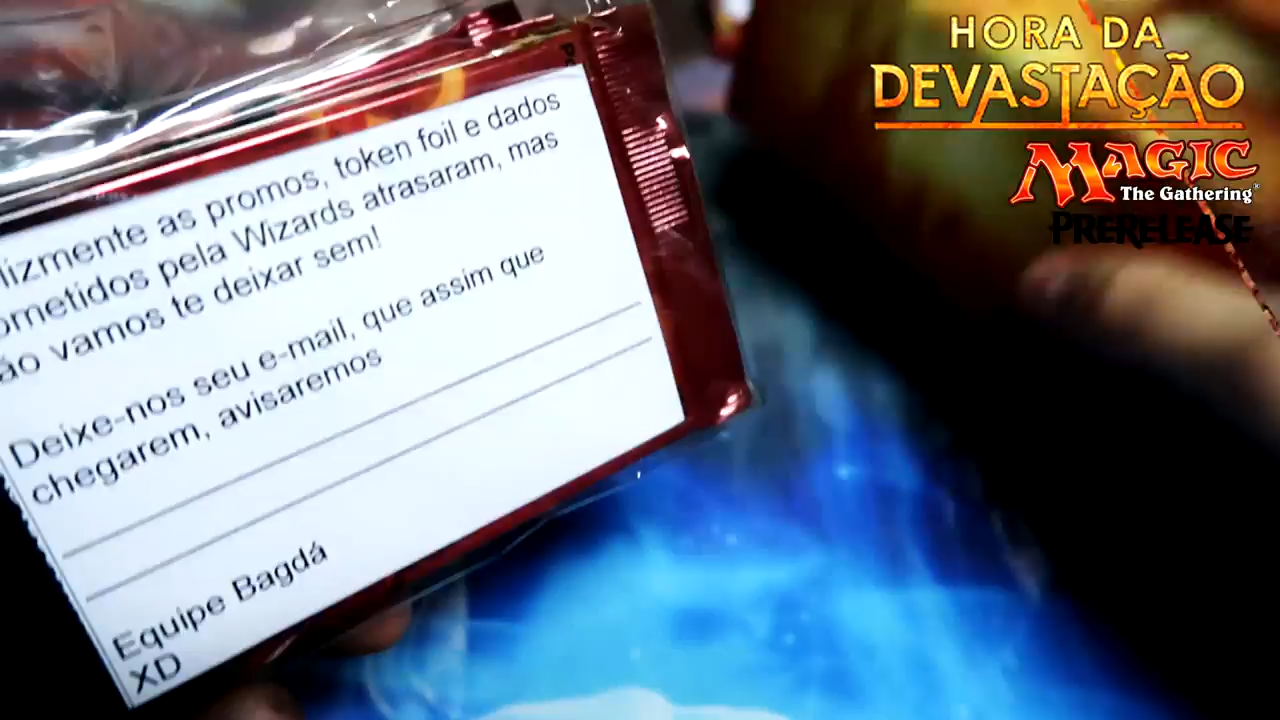 lizmente as promos, token foil e dados
ometidos pela Wizards atrasaram, mas
ão vamos te deixar sem!
Deixe-nos seu e-mail, que assim que
chegarem, avisaremos
Equipe Bagdá
XD
HORA DA
DEVASTAÇÃO
MAGIC
The Gathering®
PRERELEASE